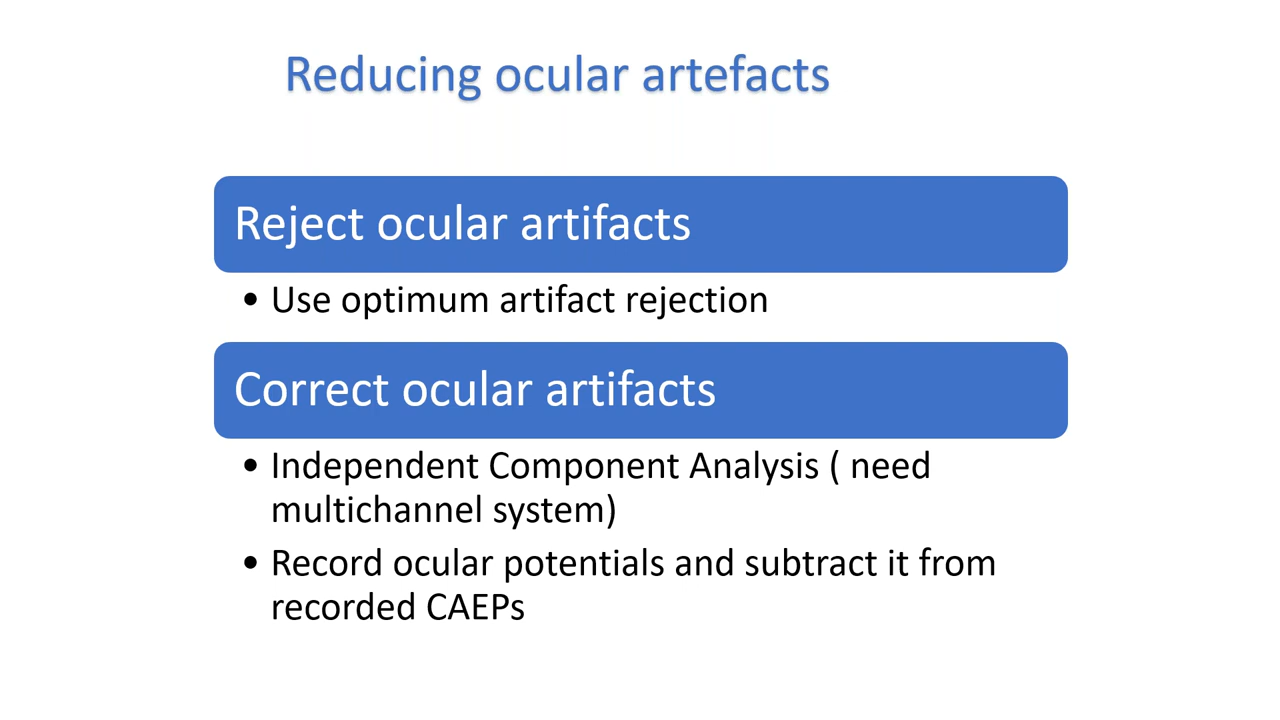 Reducing ocular artefacts
Reject ocular artifacts
• Use optimum artifact rejection
Correct ocular artifacts
• Independent Component Analysis ( need
multichannel system)
• Record ocular potentials and subtract it from
recorded CAEPs